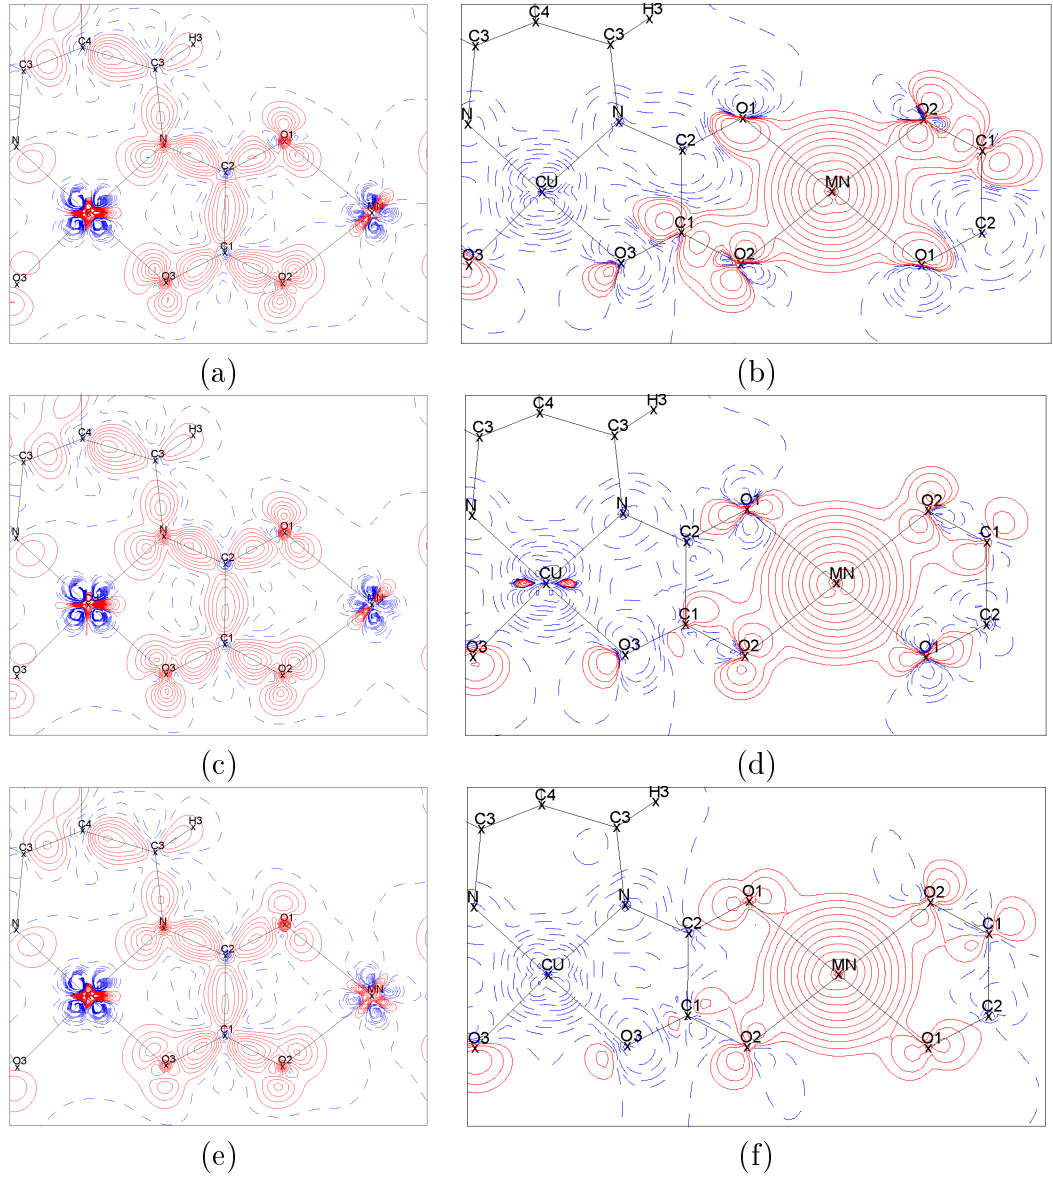 C4 H3
C3 C3
N N O1
C2
MN
C1
O3 O3 O2
(a)
C4 H3
C3 C3
N N O1 O2
C2 C1
CU MN
C1 C2
O3 O3 O2 O1
(b)
C4 H3
C3 C3
N N O1
C2
MN
C1
O3 O3 O2
(c)
C4 H3
C3 C3
N N O1 O2
C2 C1
CU MN
C1 C2
O3 O3 O2 O1
(d)
C4 H3
C3 C3
N N O1
C2
MN
C1
O3 O3 O2
(e)
C4 H3
C3 C3
N N O1 O2
C2 C1
CU MN
C1 C2
O3 O3 O2 O1
(f)